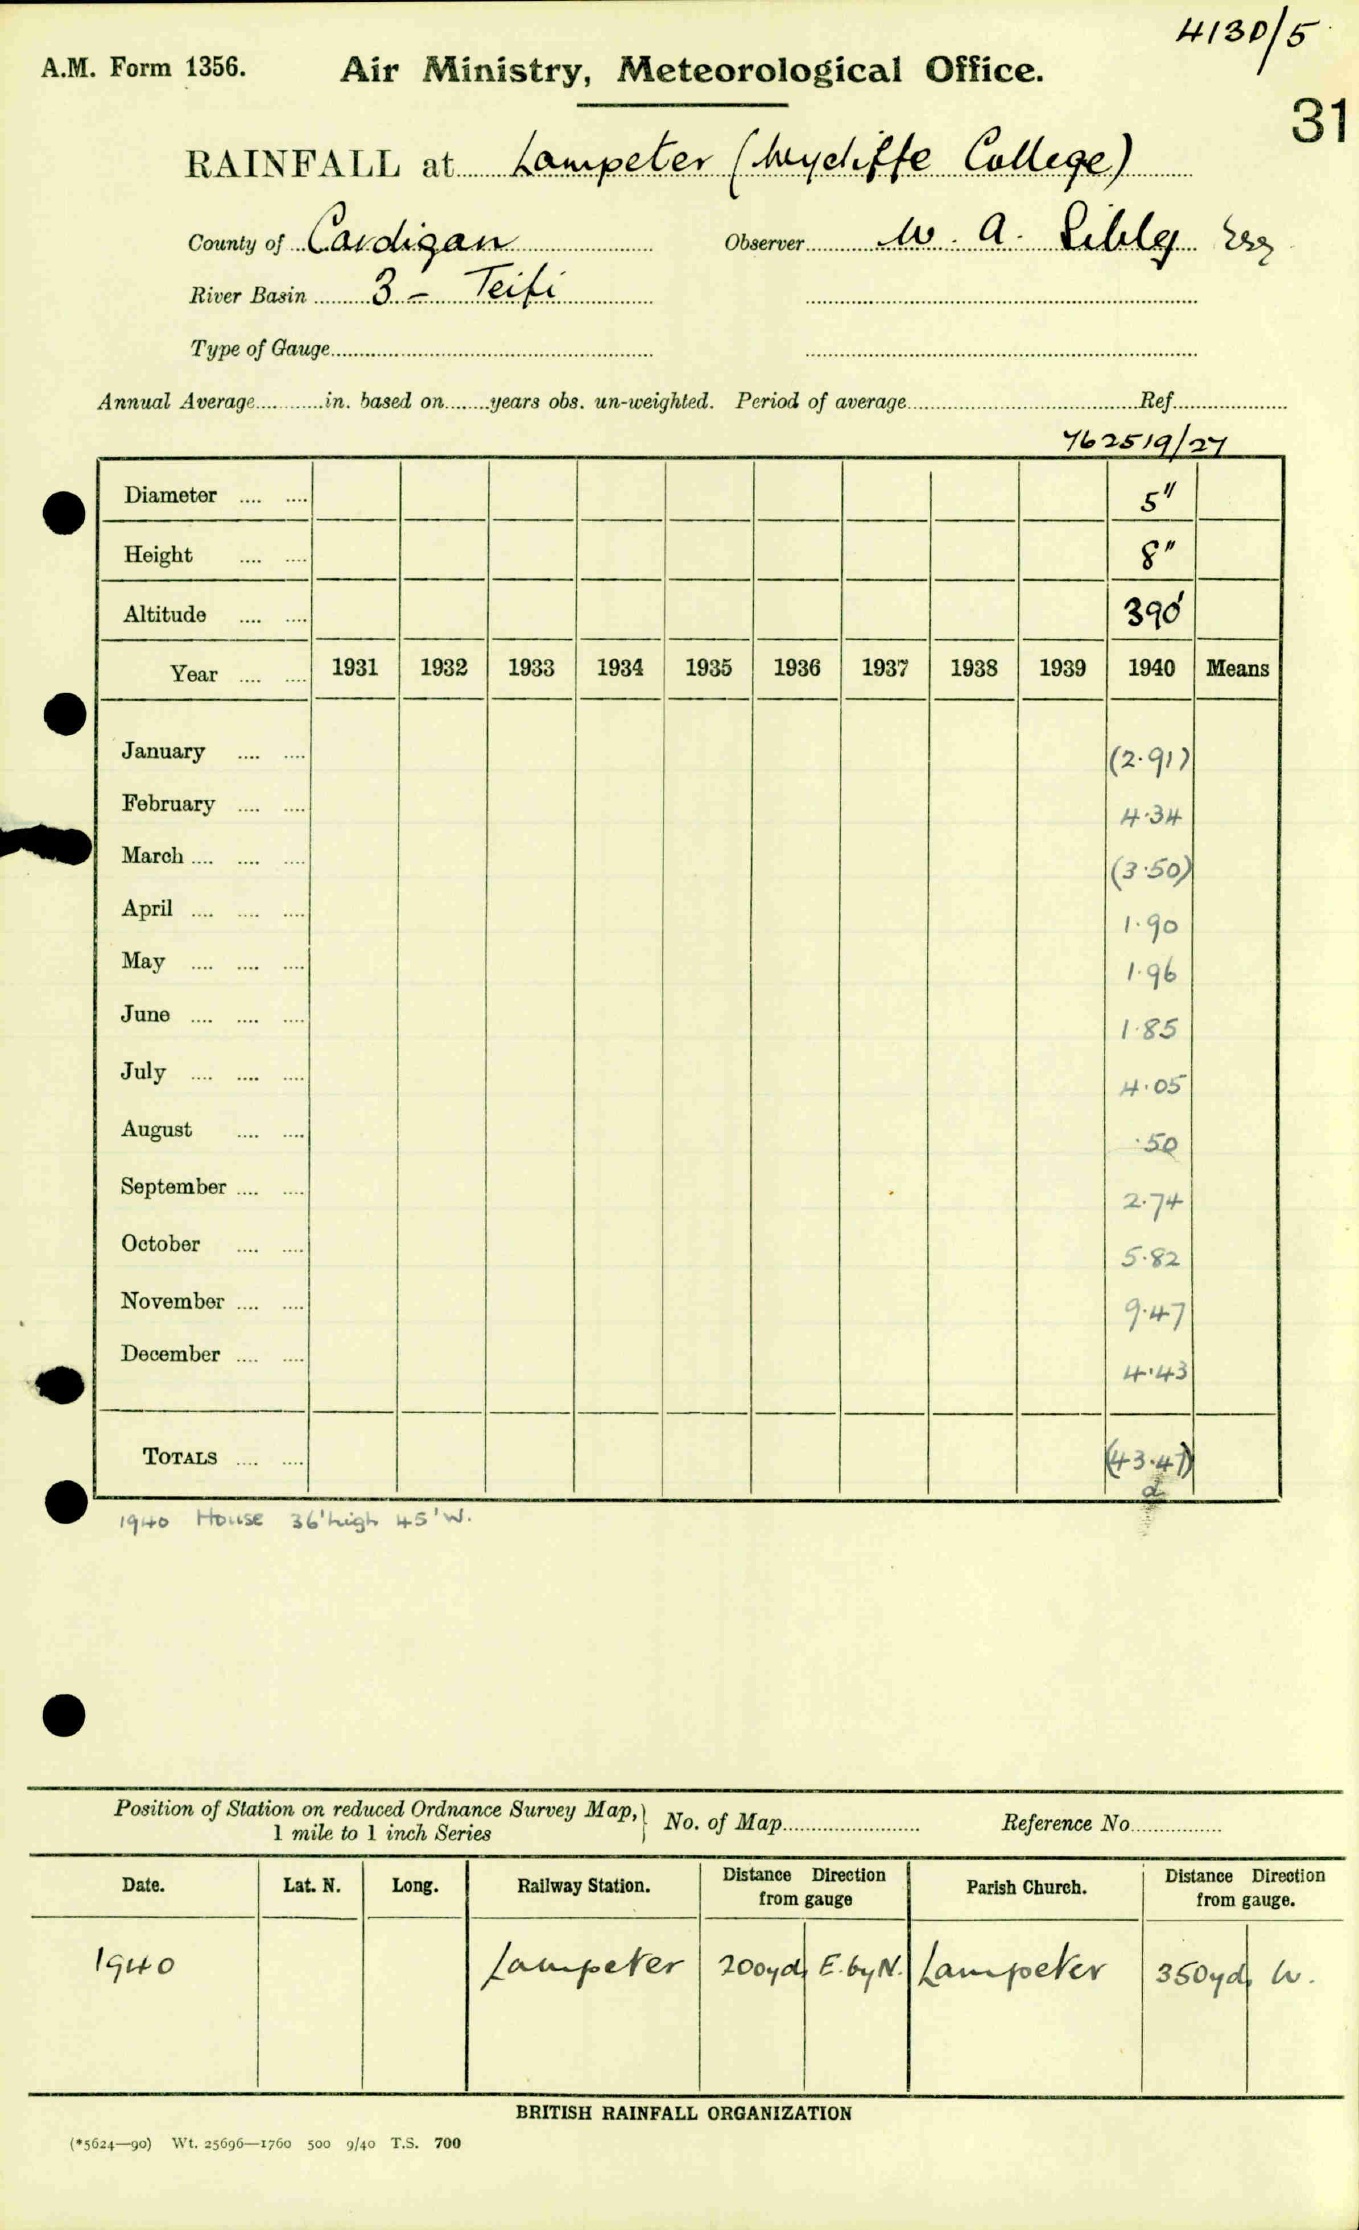 4130/5
A.M. Form 1356. Air Ministry, Meteorological Office.
31
RAINFALL at Lampeter (Wycliffe College)
County of Cardigan Observer W. A. Sibly Esq
River Basin 3 - Teifi
Type of Gauge
Annual Average in. based on years obs. un-weighted. Period of average Ref
762519/27
Diameter 5"
Height 8"
Altitude 390'
Year 1931 1932 1933 1934 1935 1936 1937 1938 1939 1940 Means
January (2.91)
February 4.34
March (3.50)
April 1.90
May 1.96
June 1.85
July 4.05
August .50
September 2.74
October 5.82
November 9.47
December 4.43
TOTALS (43.47)
a
1940 House 36' high 45' W.
Position of Station on reduced Ordnance Survey Map, 1 mile to 1 inch Series } No. of Map Reference No
Date. Lat. N. Long. Railway Station. Distance Direction from gauge Parish Church. Distance Direction from gauge.
1940 Lampeter 200yds E. by N. Lampeter 350yds W.
BRITISH RAINFALL ORGANIZATION
(*5624—90) Wt. 25696—1760 500 9/40 T.S. 700